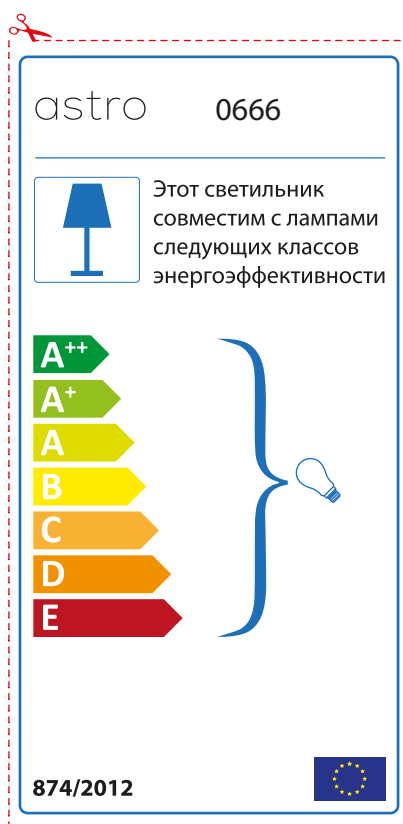 astro 0666
Этот светильник
совместим с лампами
следующих классов
энергоэффективности
A++
A+
A
B
C
D
E
874/2012